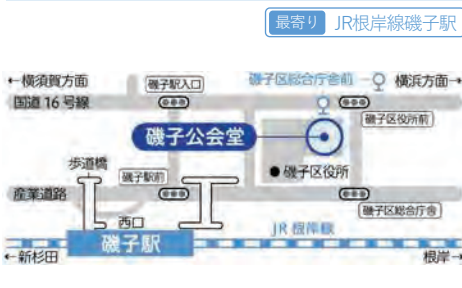 最寄り JR根岸線磯子駅
←横須賀方面
磯子駅入口
磯子区総合庁舎前
横浜方面→
国道16号線
磯子区役所前
磯子公会堂
歩道橋
磯子駅前
●磯子区役所
産業道路
磯子区総合庁舎
西口
JR 根岸線
磯子駅
←新杉田
根岸→